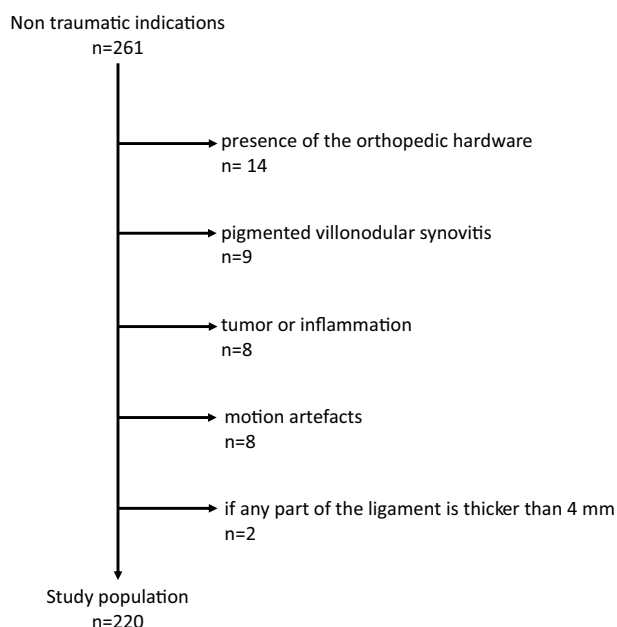 Non traumatic indications
n=261
presence of the orthopedic hardware
n= 14
pigmented villonodular synovitis
n=9
tumor or inflammation
n=8
motion artefacts
n=8
if any part of the ligament is thicker than 4 mm
n=2
Study population
n=220